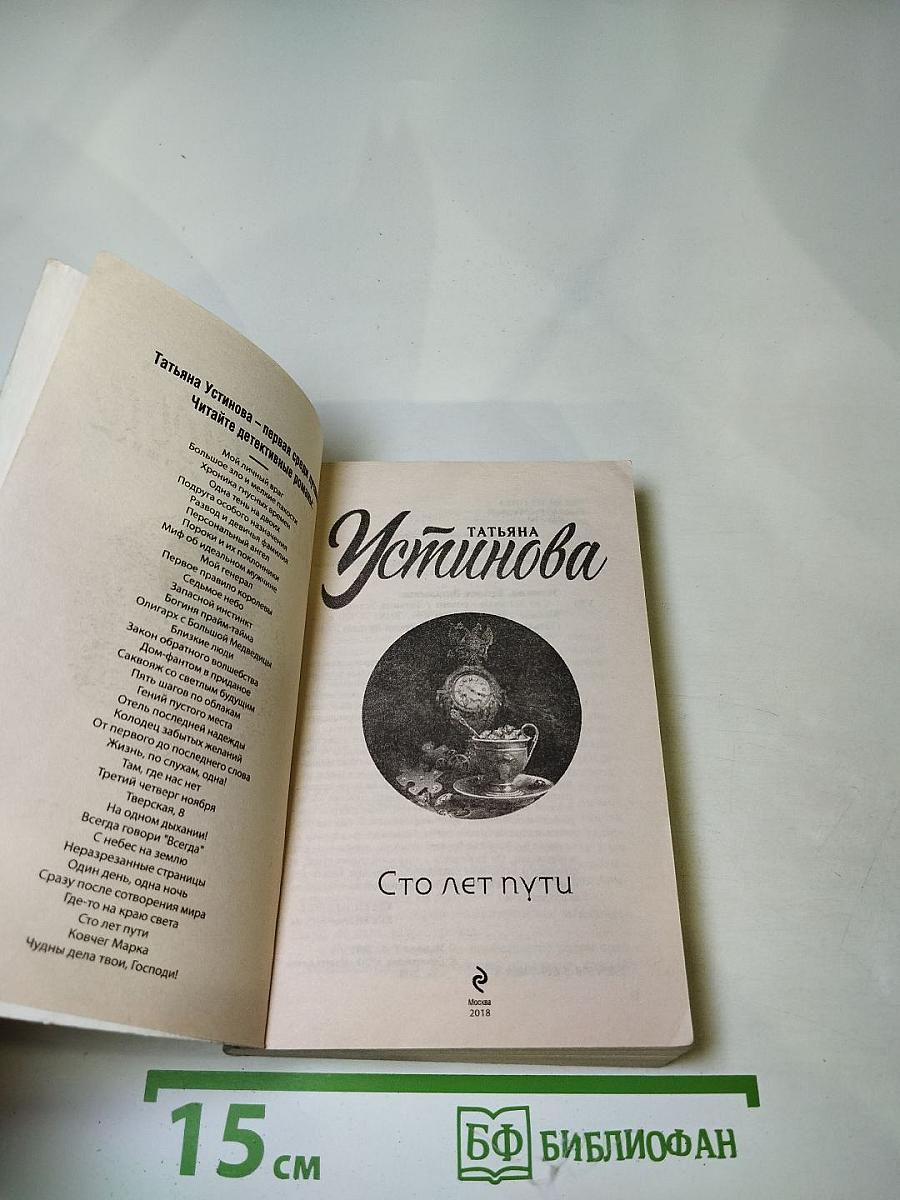 Татьяна Устинова – первая среди
Читайте детективные романы:
Мой личный враг
Большое зло и мелкие пакости
Хроника гнусных времен
Одна тень на двоих
Подруга особого назначения
Развод и девичья фамилия
Персональный ангел
Пороки и их поклонники
Миф об идеальном мужчине
Мой генерал
Первое правило королевы
Седьмое небо
Запасной инстинкт
Богиня прайм-тайма
Олигарх с Большой Медведицы
Близкие люди
Закон обратного волшебства
Дом-фантом в приданое
Саквояж со светлым будущим
Пять шагов по облакам
Гений пустого места
Отель последней надежды
Колодец забытых желаний
От первого до последнего слова
Жизнь, по слухам, одна!
Там, где нас нет
Третий четверг ноября
Тверская, 8
На одном дыхании!
Всегда говори "Всегда"
С небес на землю
Неразрезанные страницы
Один день, одна ночь
Сразу после сотворения мира
Где-то на краю света
Сто лет пути
Ковчег Марка
Чудны дела твои, Господи!
ТАТЬЯНА
Устинова
Сто лет пути
Москва
2018
15 см
БФ БИБЛИОФАН